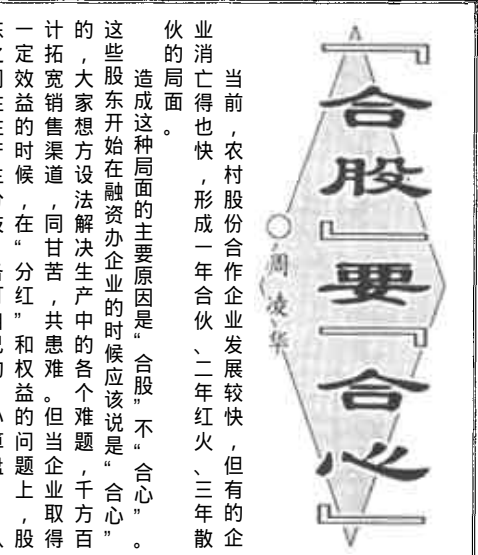 「合股」要「合心」
○周凌华
当前，农村股份合作企业发展较快，但有的企
业消亡得也快，形成一年合伙、二年红火、三年散
伙的局面。
造成这种局面的主要原因是“合股”不“合心”。
这些股东开始在融资办企业的时候应该说是“合心”
的，大家想方设法解决生产中的各个难题，千方百
计拓宽销售渠道，同甘苦，共患难。但当企业取得
一定效益的时候，在“分红”和权益的问题上，股